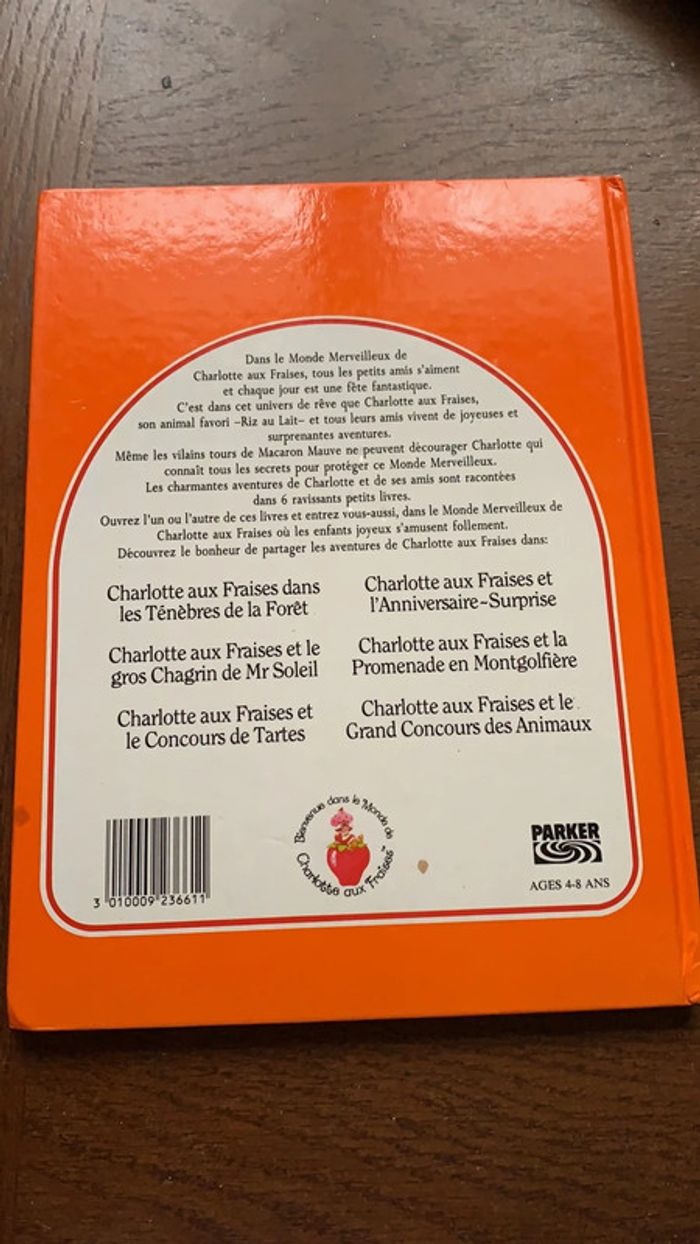 Dans le Monde Merveilleux de
Charlotte aux Fraises, tous les petits amis s'aiment
et chaque jour est une fête fantastique.
C'est dans cet univers de rêve que Charlotte aux Fraises,
son animal favori -Riz au Lait- et tous leurs amis vivent de joyeuses et
surprenantes aventures.
Même les vilains tours de Macaron Mauve ne peuvent décourager Charlotte qui
connaît tous les secrets pour protéger ce Monde Merveilleux.
Les charmantes aventures de Charlotte et de ses amis sont racontées
dans 6 ravissants petits livres.
Ouvrez l'un ou l'autre de ces livres et entrez vous-aussi, dans le Monde Merveilleux de
Charlotte aux Fraises où les enfants joyeux s'amusent follement.
Découvrez le bonheur de partager les aventures de Charlotte aux Fraises dans:
Charlotte aux Fraises dans
les Ténèbres de la Forêt
Charlotte aux Fraises et
l'Anniversaire-Surprise
Charlotte aux Fraises et le
gros Chagrin de Mr Soleil
Charlotte aux Fraises et la
Promenade en Montgolfière
Charlotte aux Fraises et
le Concours de Tartes
Charlotte aux Fraises et le
Grand Concours des Animaux
3 010009 236611
Bienvenue dans le Monde de
Charlotte aux Fraises
PARKER
AGES 4-8 ANS